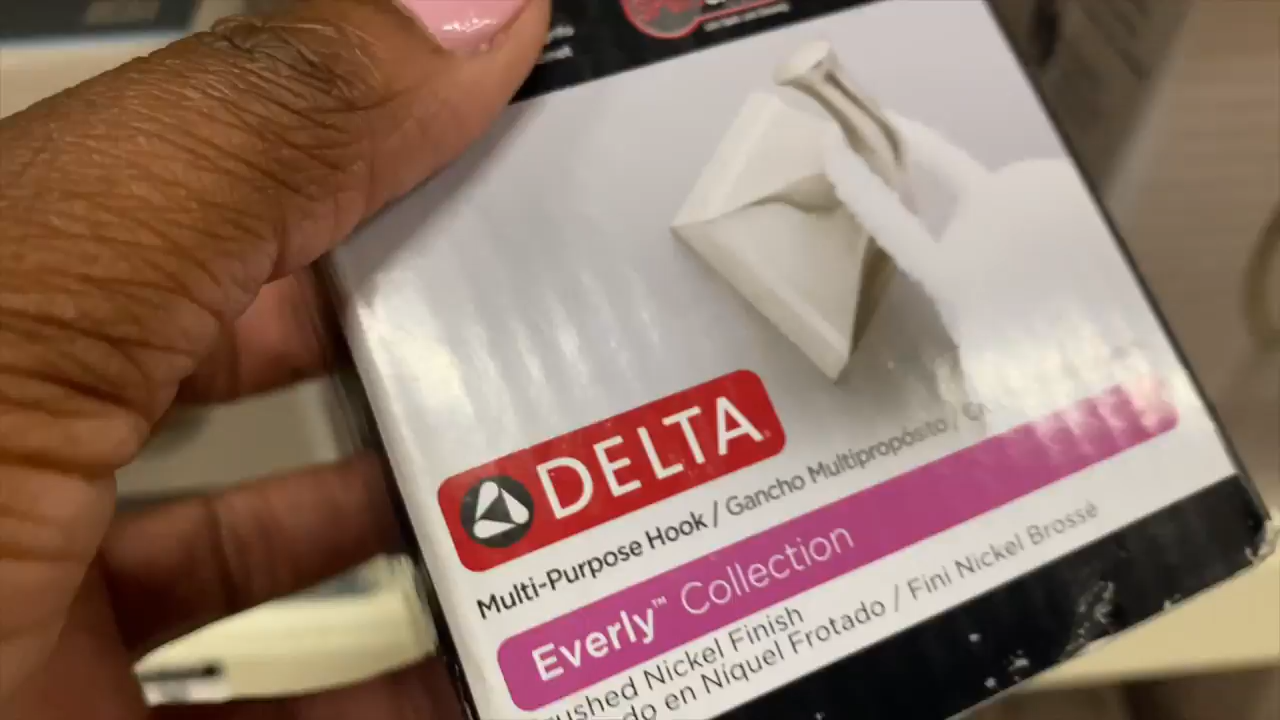 DELTA
Multi-Purpose Hook / Gancho Multipropósito /
Everly™ Collection
Nickel Finish
en Níquel Frotado / Fini Nickel Brossé